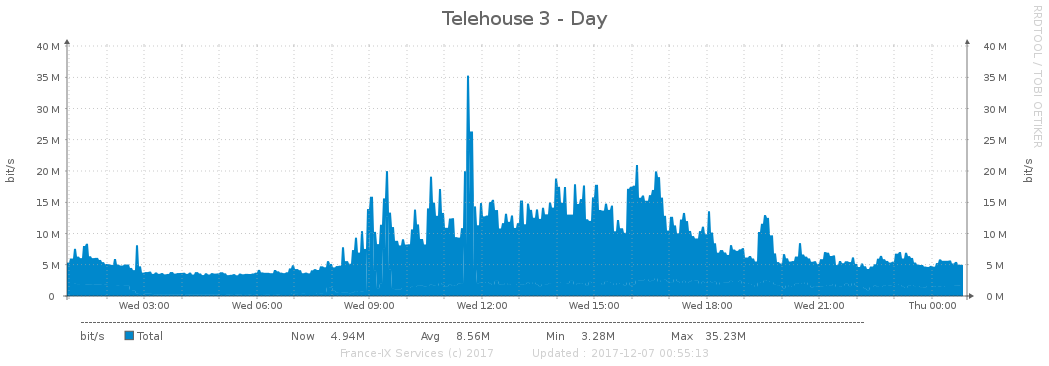 Telehouse 3 - Day
RRDTOOL / TOBI OETIKER
40 M 40 M
35 M 35 M
30 M 30 M
25 M 25 M
20 M 20 M
15 M 15 M
10 M 10 M
5 M 5 M
0 0 M
bit/s bit/s
Wed 03:00 Wed 06:00 Wed 09:00 Wed 12:00 Wed 15:00 Wed 18:00 Wed 21:00 Thu 00:00
bit/s Total Now 4.94M Avg 8.56M Min 3.28M Max 35.23M
France-IX Services (c) 2017 Updated : 2017-12-07 00:55:13